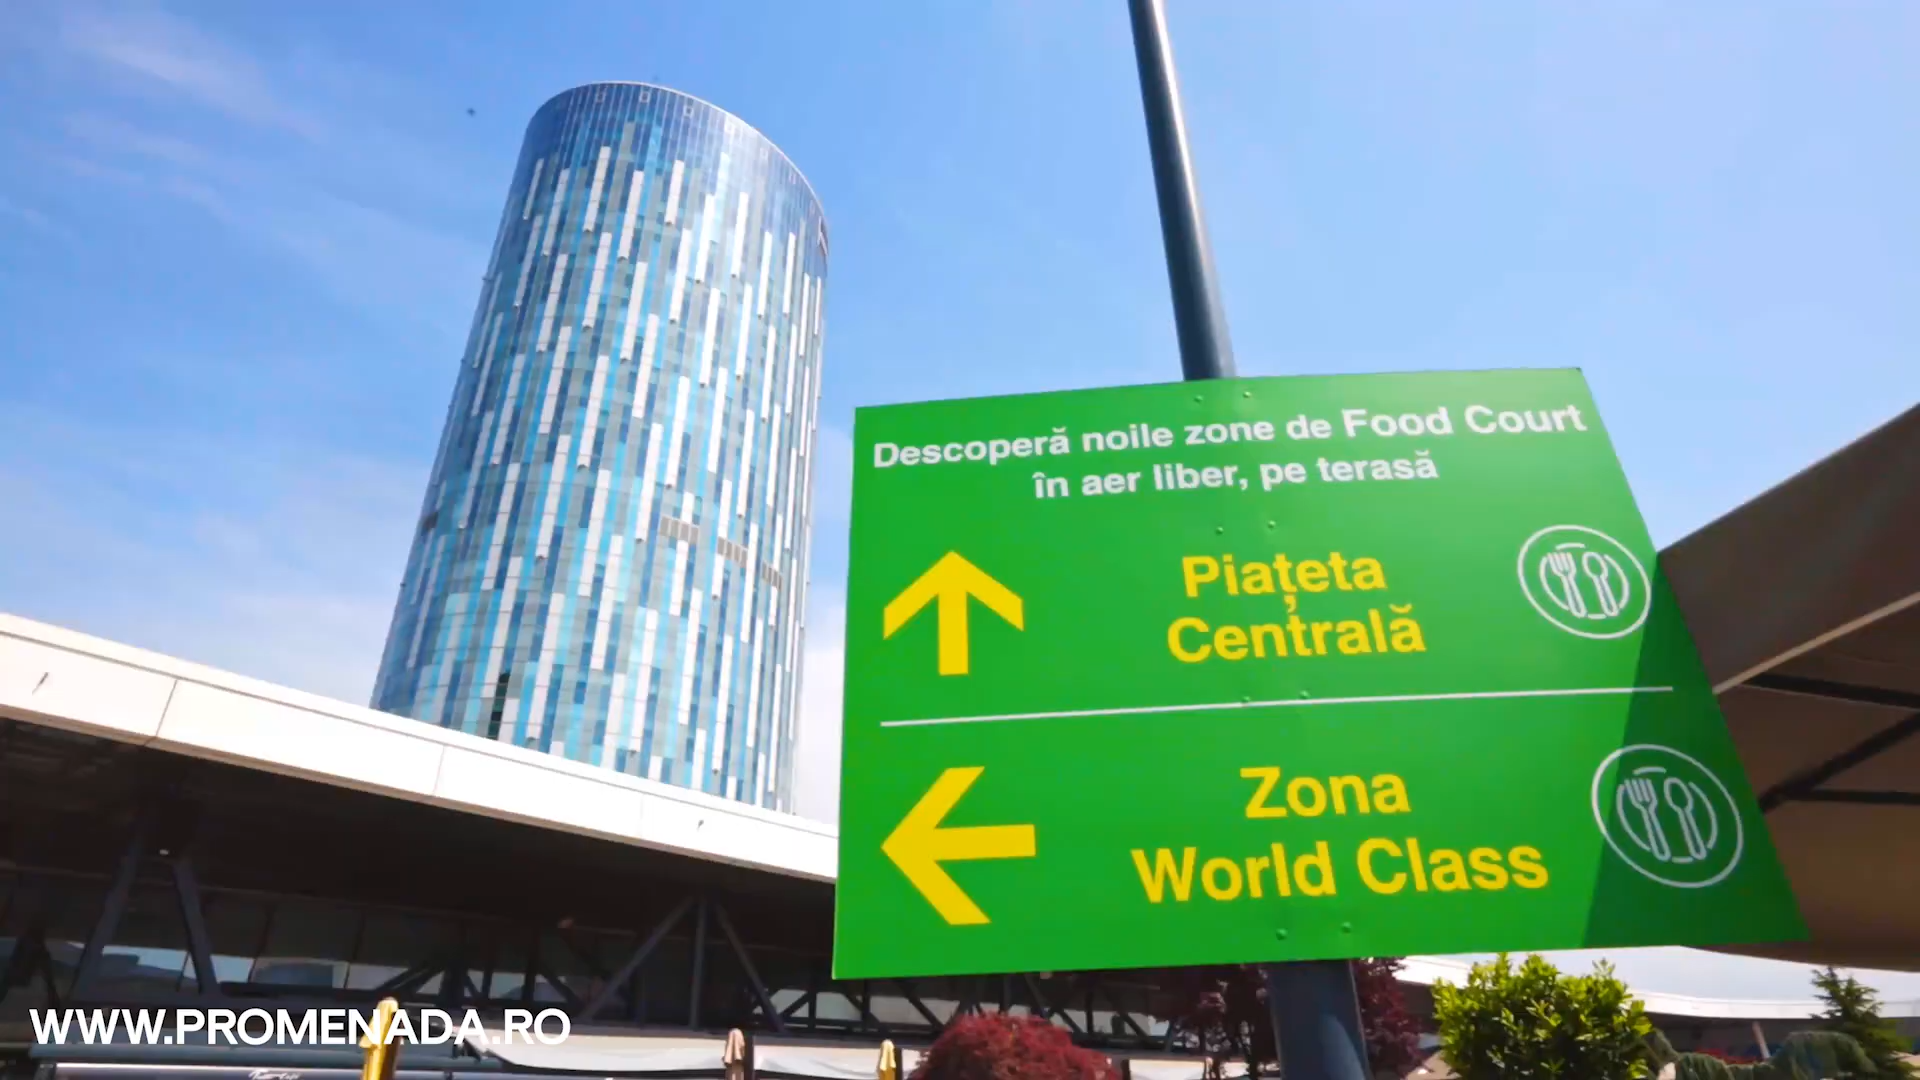 Descoperă noile zone de Food Court
în aer liber, pe terasă
Piațeta
Centrală
Zona
World Class
WWW.PROMENADA.RO